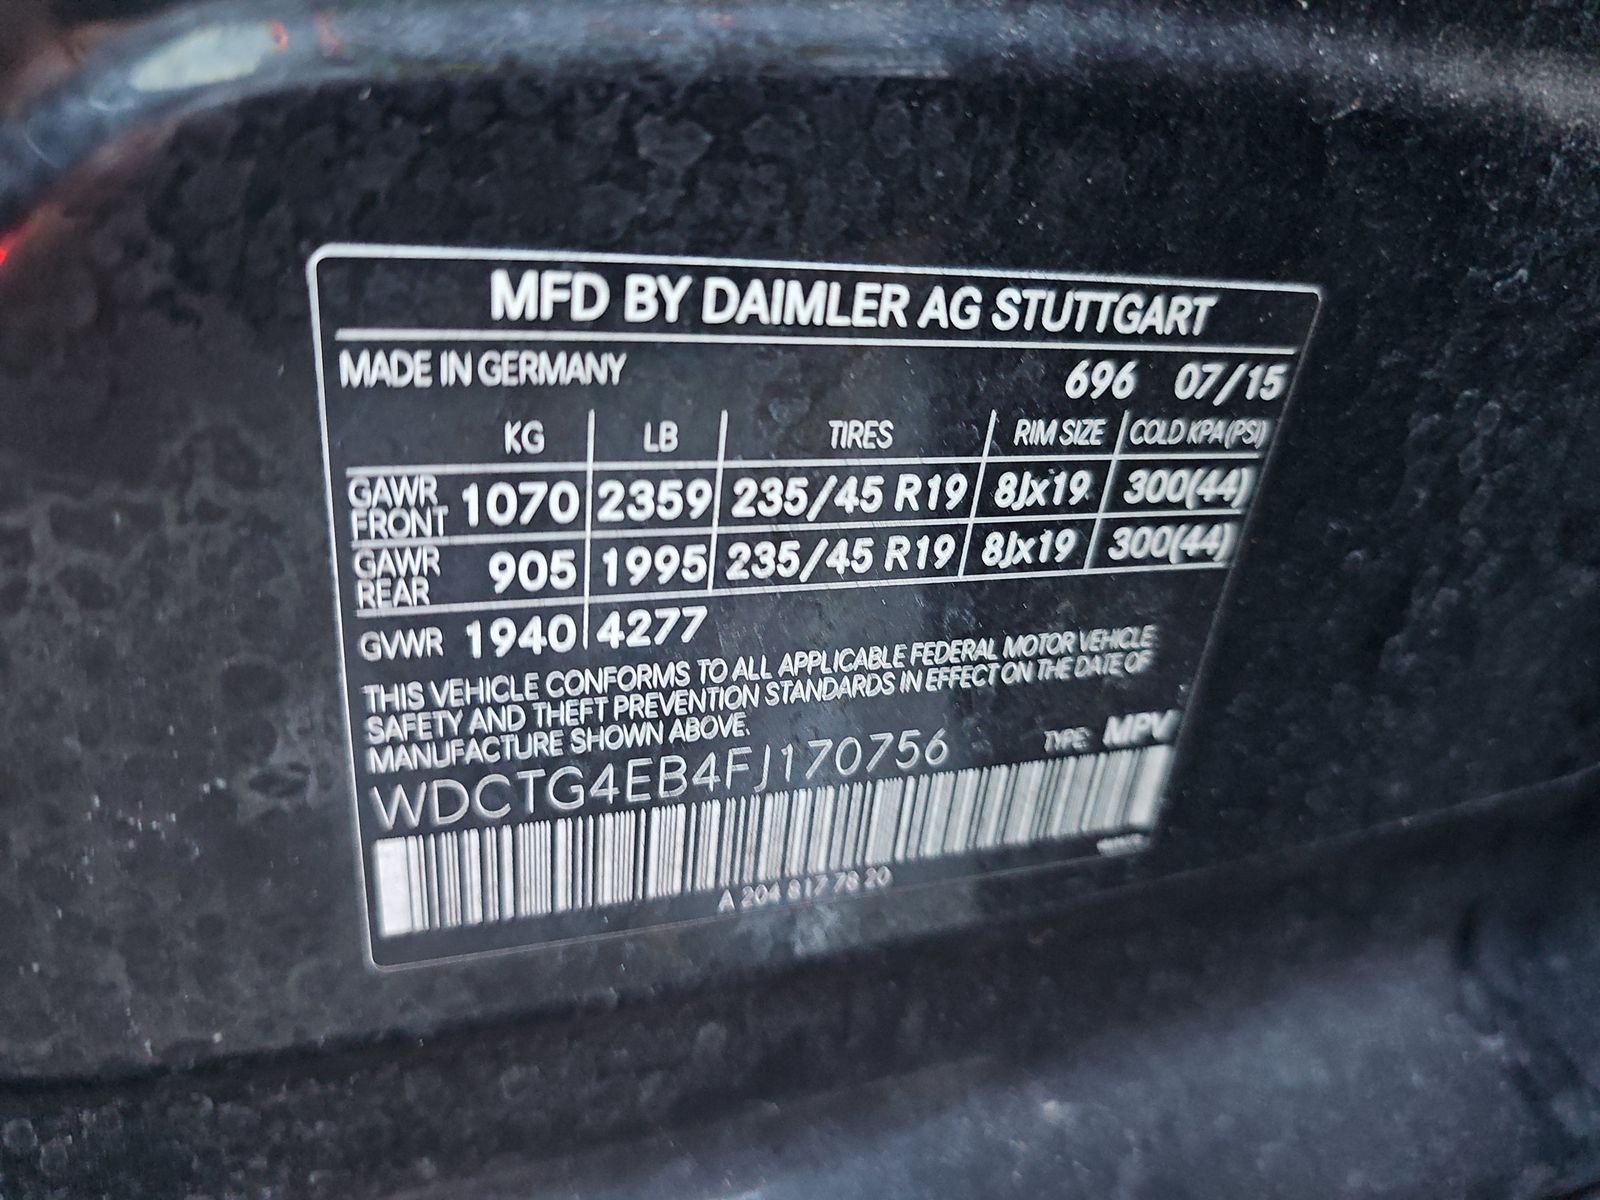 MFD BY DAIMLER AG STUTTGART
MADE IN GERMANY 696 07/15
KG LB TIRES RIM SIZE COLD KPA(PSI)
GAWR FRONT 1070 2359 235/45 R19 8Jx19 300(44)
GAWR REAR 905 1995 235/45 R19 8Jx19 300(44)
GVWR 1940 4277
THIS VEHICLE CONFORMS TO ALL APPLICABLE FEDERAL MOTOR VEHICLE
SAFETY AND THEFT PREVENTION STANDARDS IN EFFECT ON THE DATE OF
MANUFACTURE SHOWN ABOVE.
WDCTG4EB4FJ170756 TYPE: MPV
A 204 817 78 20